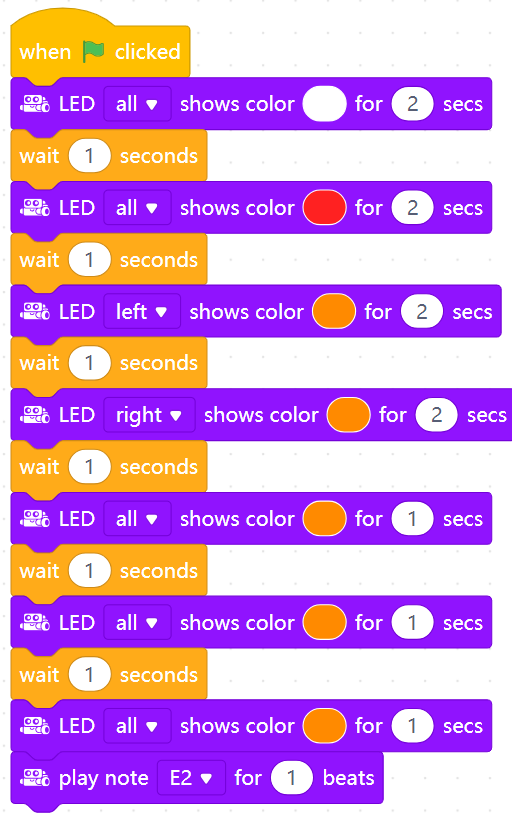 when clicked
LED all shows color for 2 secs
wait 1 seconds
LED all shows color for 2 secs
wait 1 seconds
LED left shows color for 2 secs
wait 1 seconds
LED right shows color for 2 secs
wait 1 seconds
LED all shows color for 1 secs
wait 1 seconds
LED all shows color for 1 secs
wait 1 seconds
LED all shows color for 1 secs
play note E2 for 1 beats